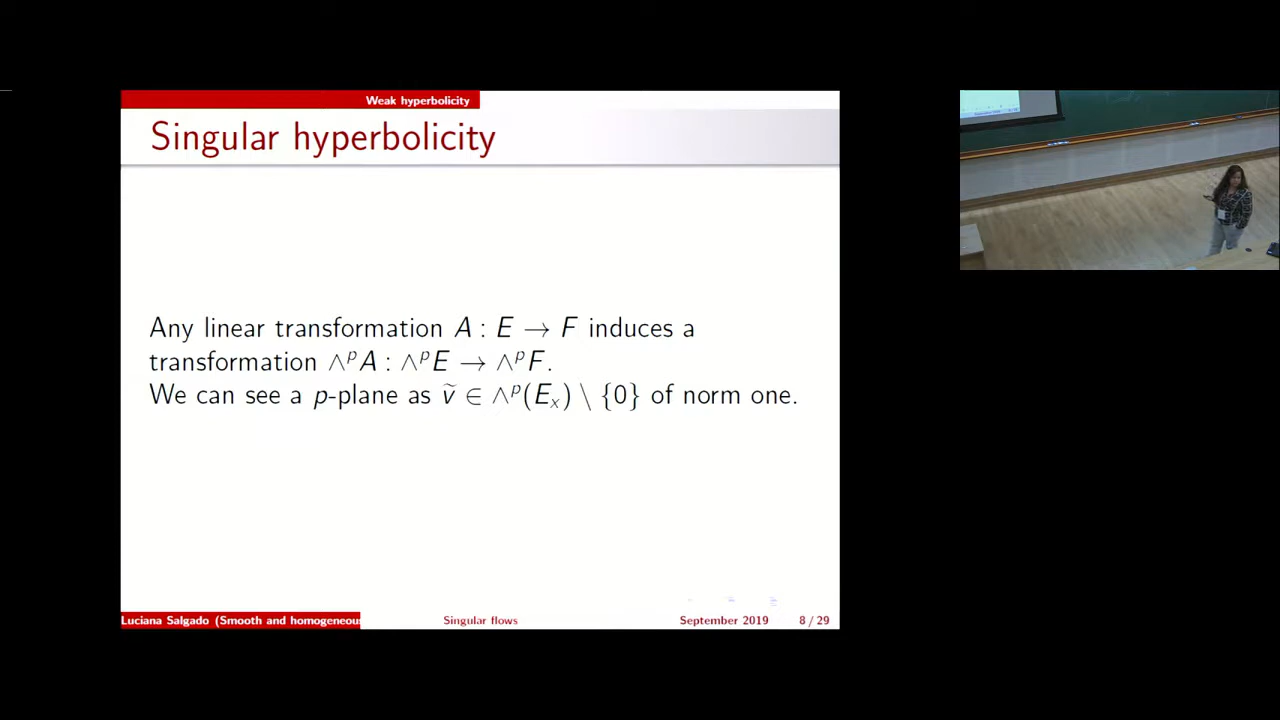 Weak hyperbolicity
Singular hyperbolicity
Any linear transformation A : E → F induces a
transformation ∧ᵖA : ∧ᵖE → ∧ᵖF.
We can see a p-plane as ṽ ∈ ∧ᵖ(Eₓ) \ {0} of norm one.
Luciana Salgado (Smooth and homogeneous
Singular flows
September 2019
8 / 29